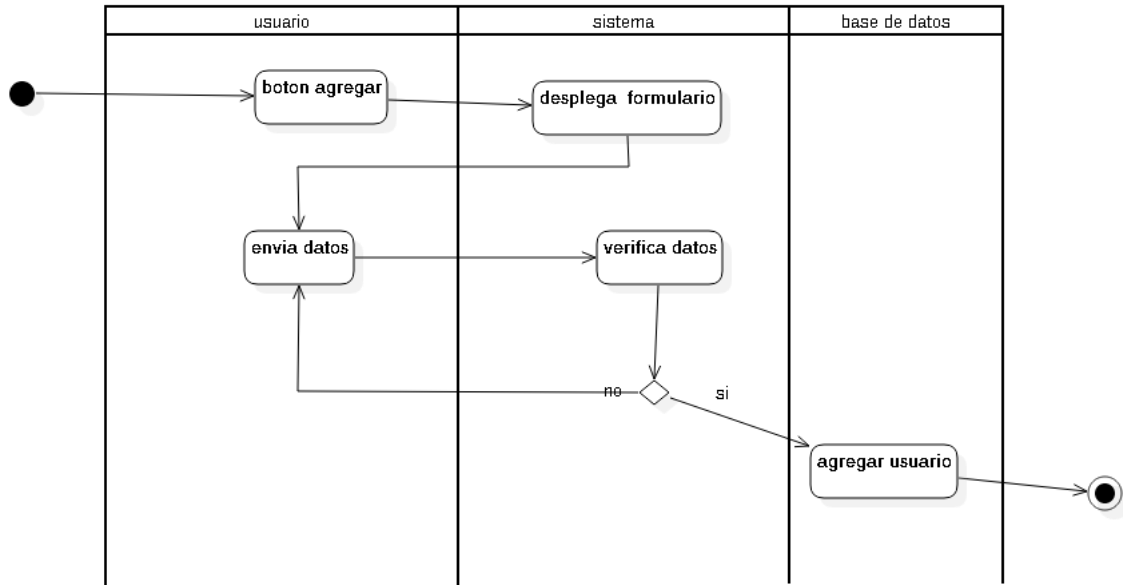 usuario
sistema
base de datos
boton agregar
desplega formulario
envia datos
verifica datos
no
si
agregar usuario